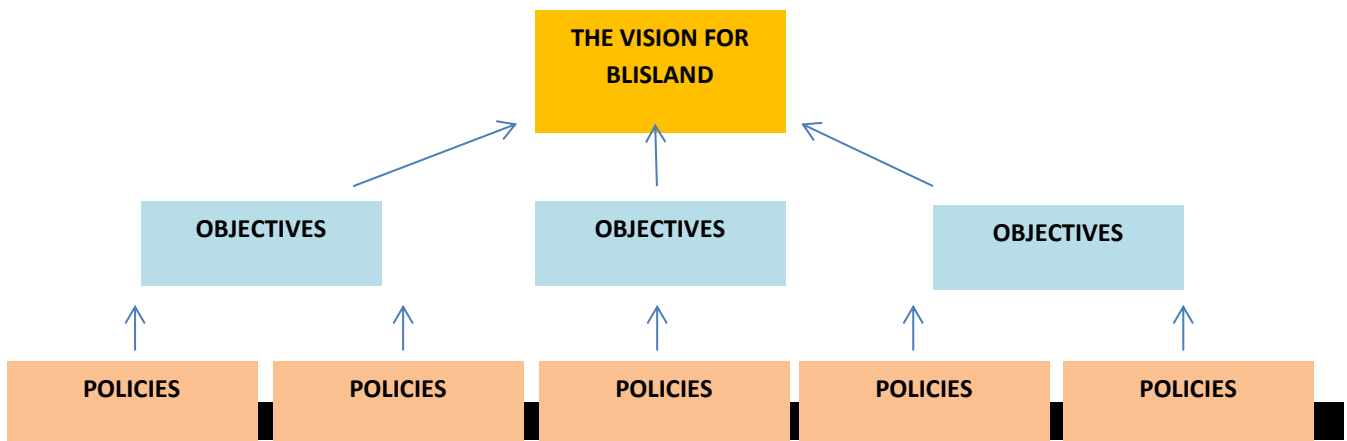 THE VISION FOR
BLISLAND
OBJECTIVES
OBJECTIVES
OBJECTIVES
POLICIES
POLICIES
POLICIES
POLICIES
POLICIES